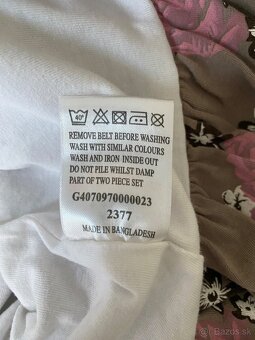 40°
REMOVE BELT BEFORE WASHING
WASH WITH SIMILAR COLOURS
WASH AND IRON INSIDE OUT
DO NOT PILE WHILST DAMP
PART OF TWO PIECE SET
G4070970000023
2377
MADE IN BANGLADESH
bazos.sk